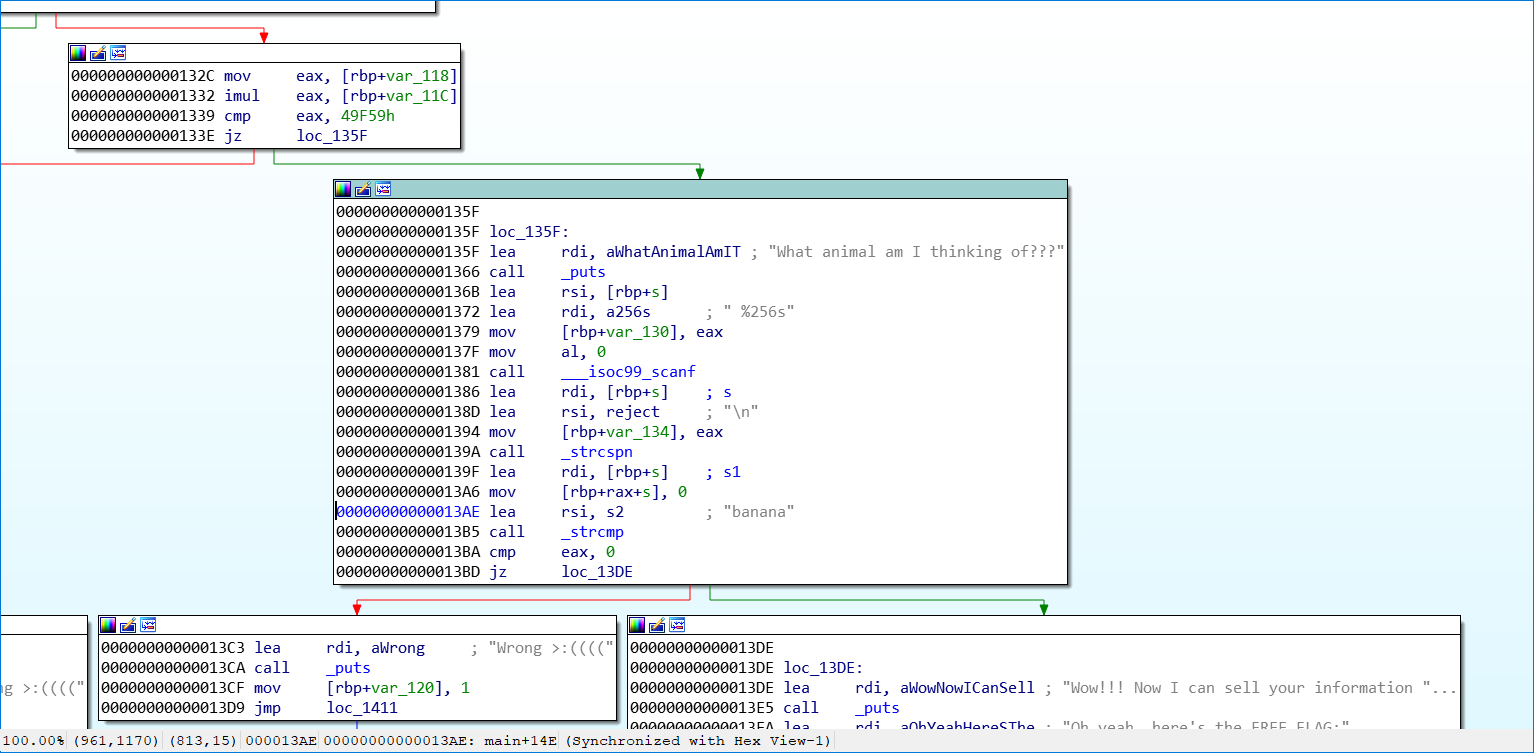 000000000000132C mov eax, [rbp+var_118]
0000000000001332 imul eax, [rbp+var_11C]
0000000000001339 cmp eax, 49F59h
000000000000133E jz loc_135F
000000000000135F
000000000000135F loc_135F:
000000000000135F lea rdi, aWhatAnimalAmIT ; "What animal am I thinking of???"
0000000000001366 call _puts
000000000000136B lea rsi, [rbp+s]
0000000000001372 lea rdi, a256s ; " %256s"
0000000000001379 mov [rbp+var_130], eax
000000000000137F mov al, 0
0000000000001381 call ___isoc99_scanf
0000000000001386 lea rdi, [rbp+s] ; s
000000000000138D lea rsi, reject ; "\n"
0000000000001394 mov [rbp+var_134], eax
000000000000139A call _strcspn
000000000000139F lea rdi, [rbp+s] ; s1
00000000000013A6 mov [rbp+rax+s], 0
00000000000013AE lea rsi, s2 ; "banana"
00000000000013B5 call _strcmp
00000000000013BA cmp eax, 0
00000000000013BD jz loc_13DE
ng >:(((("
00000000000013C3 lea rdi, aWrong ; "Wrong >:(((("
00000000000013CA call _puts
00000000000013CF mov [rbp+var_120], 1
00000000000013D9 jmp loc_1411
00000000000013DE
00000000000013DE loc_13DE:
00000000000013DE lea rdi, aWowNowICanSell ; "Wow!!! Now I can sell your information "...
00000000000013E5 call _puts
00000000000013EA lea rdi, aOhYeahHereSThe ; "Oh yeah, here's the FREE FLAG:"
100.00% (961,1170) (813,15) 000013AE 00000000000013AE: main+14E (Synchronized with Hex View-1)